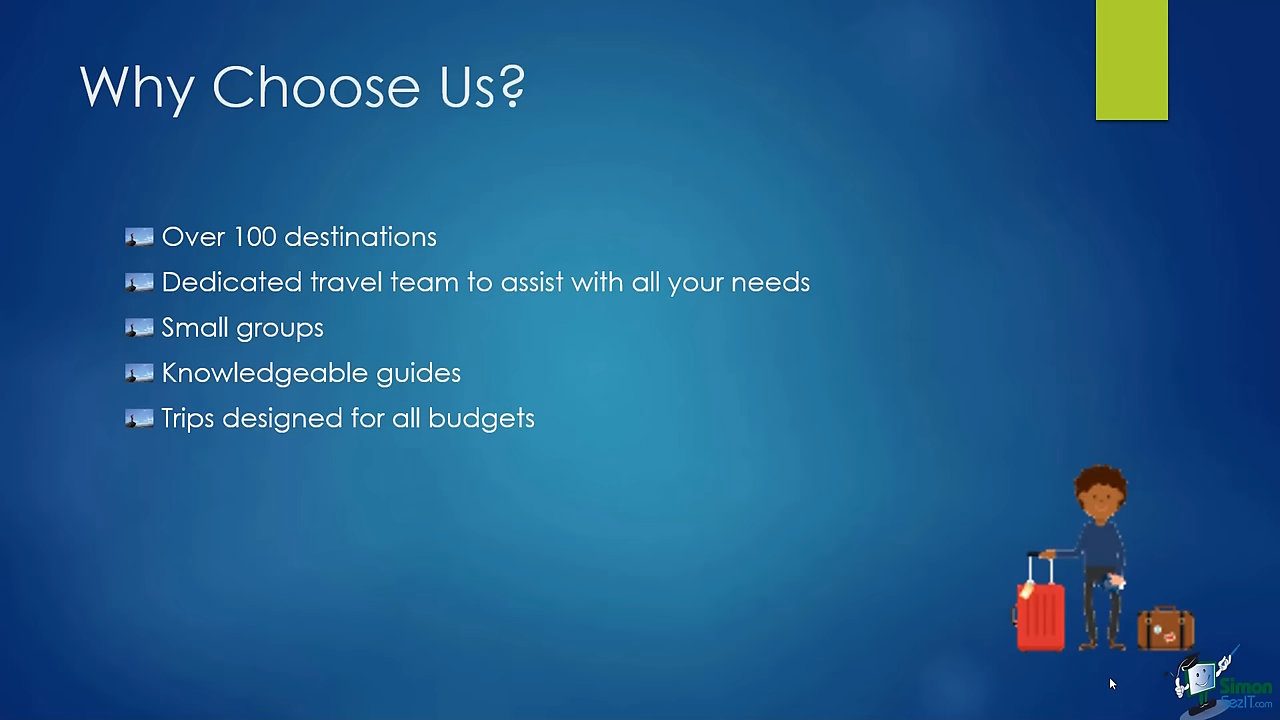 Why Choose Us?
Over 100 destinations
Dedicated travel team to assist with all your needs
Small groups
Knowledgeable guides
Trips designed for all budgets
Simon
SezIT.com